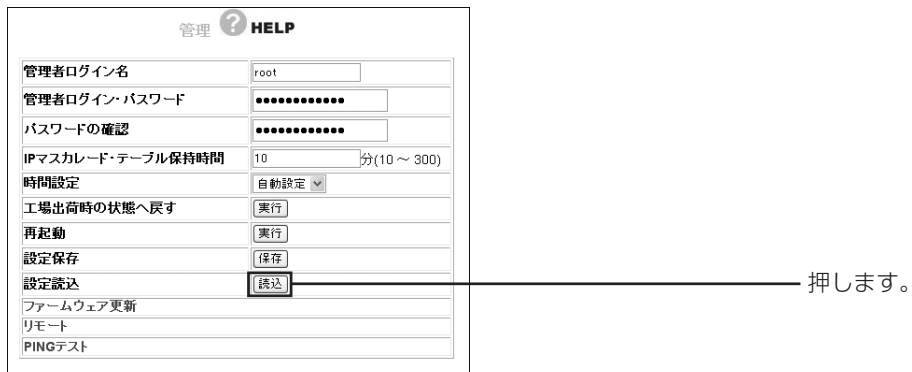 管理 ? HELP
管理者ログイン名 root
管理者ログイン・パスワード ●●●●●●●●●●●●
パスワードの確認 ●●●●●●●●●●●●
IPマスカレード・テーブル保持時間 10 分(10 ~ 300)
時間設定 自動設定
工場出荷時の状態へ戻す 実行
再起動 実行
設定保存 保存
設定読込 読込 押します。
ファームウェア更新
リモート
PINGテスト